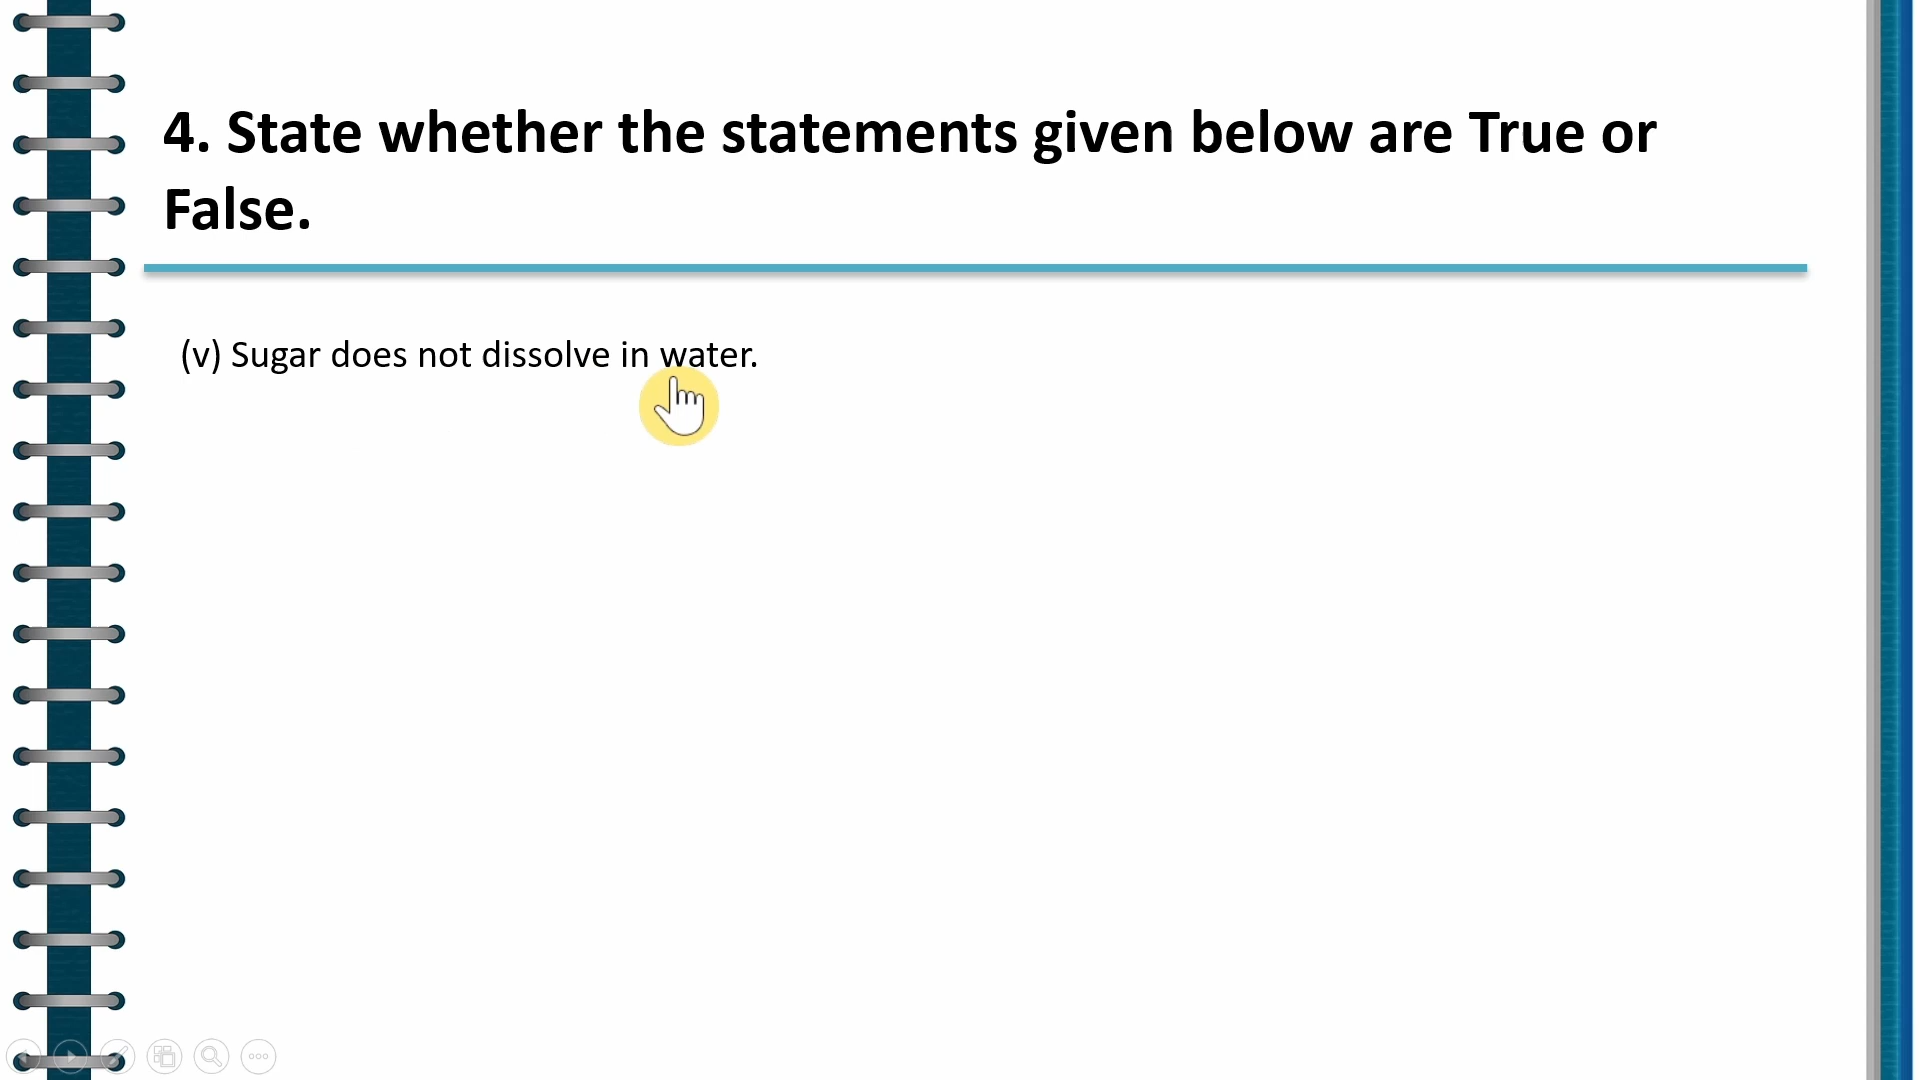 4. State whether the statements given below are True or
False.
(v) Sugar does not dissolve in water.